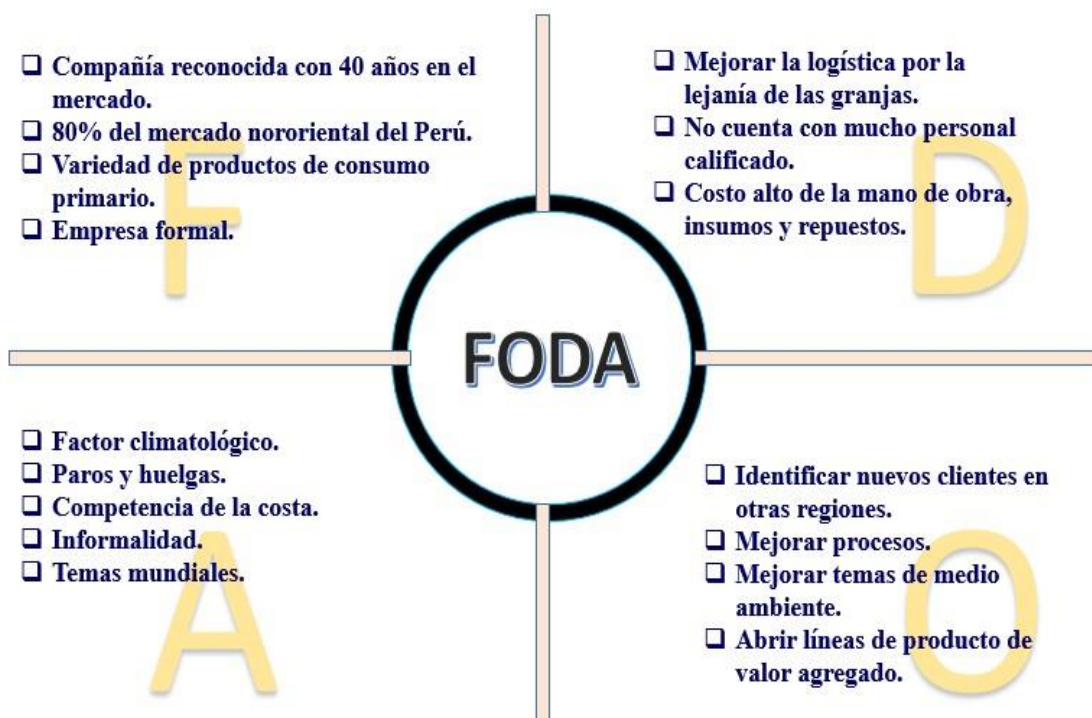 ❑ Compañía reconocida con 40 años en el
mercado.
❑ 80% del mercado nororiental del Perú.
❑ Variedad de productos de consumo
primario.
❑ Empresa formal.
F
❑ Mejorar la logística por la
lejanía de las granjas.
❑ No cuenta con mucho personal
calificado.
❑ Costo alto de la mano de obra,
insumos y repuestos.
D
FODA
❑ Factor climatológico.
❑ Paros y huelgas.
❑ Competencia de la costa.
❑ Informalidad.
❑ Temas mundiales.
A
❑ Identificar nuevos clientes en
otras regiones.
❑ Mejorar procesos.
❑ Mejorar temas de medio
ambiente.
❑ Abrir líneas de producto de
valor agregado.
O